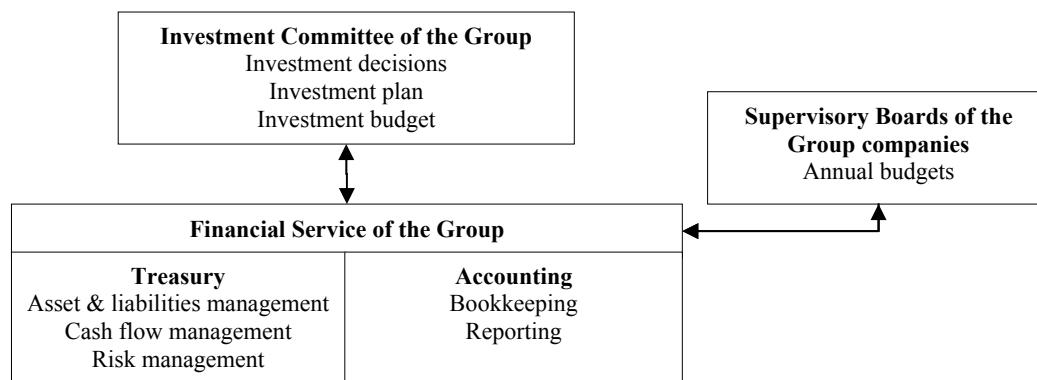 Investment Committee of the Group
Investment decisions
Investment plan
Investment budget
Supervisory Boards of the
Group companies
Annual budgets
Financial Service of the Group
Treasury
Asset & liabilities management
Cash flow management
Risk management
Accounting
Bookkeeping
Reporting